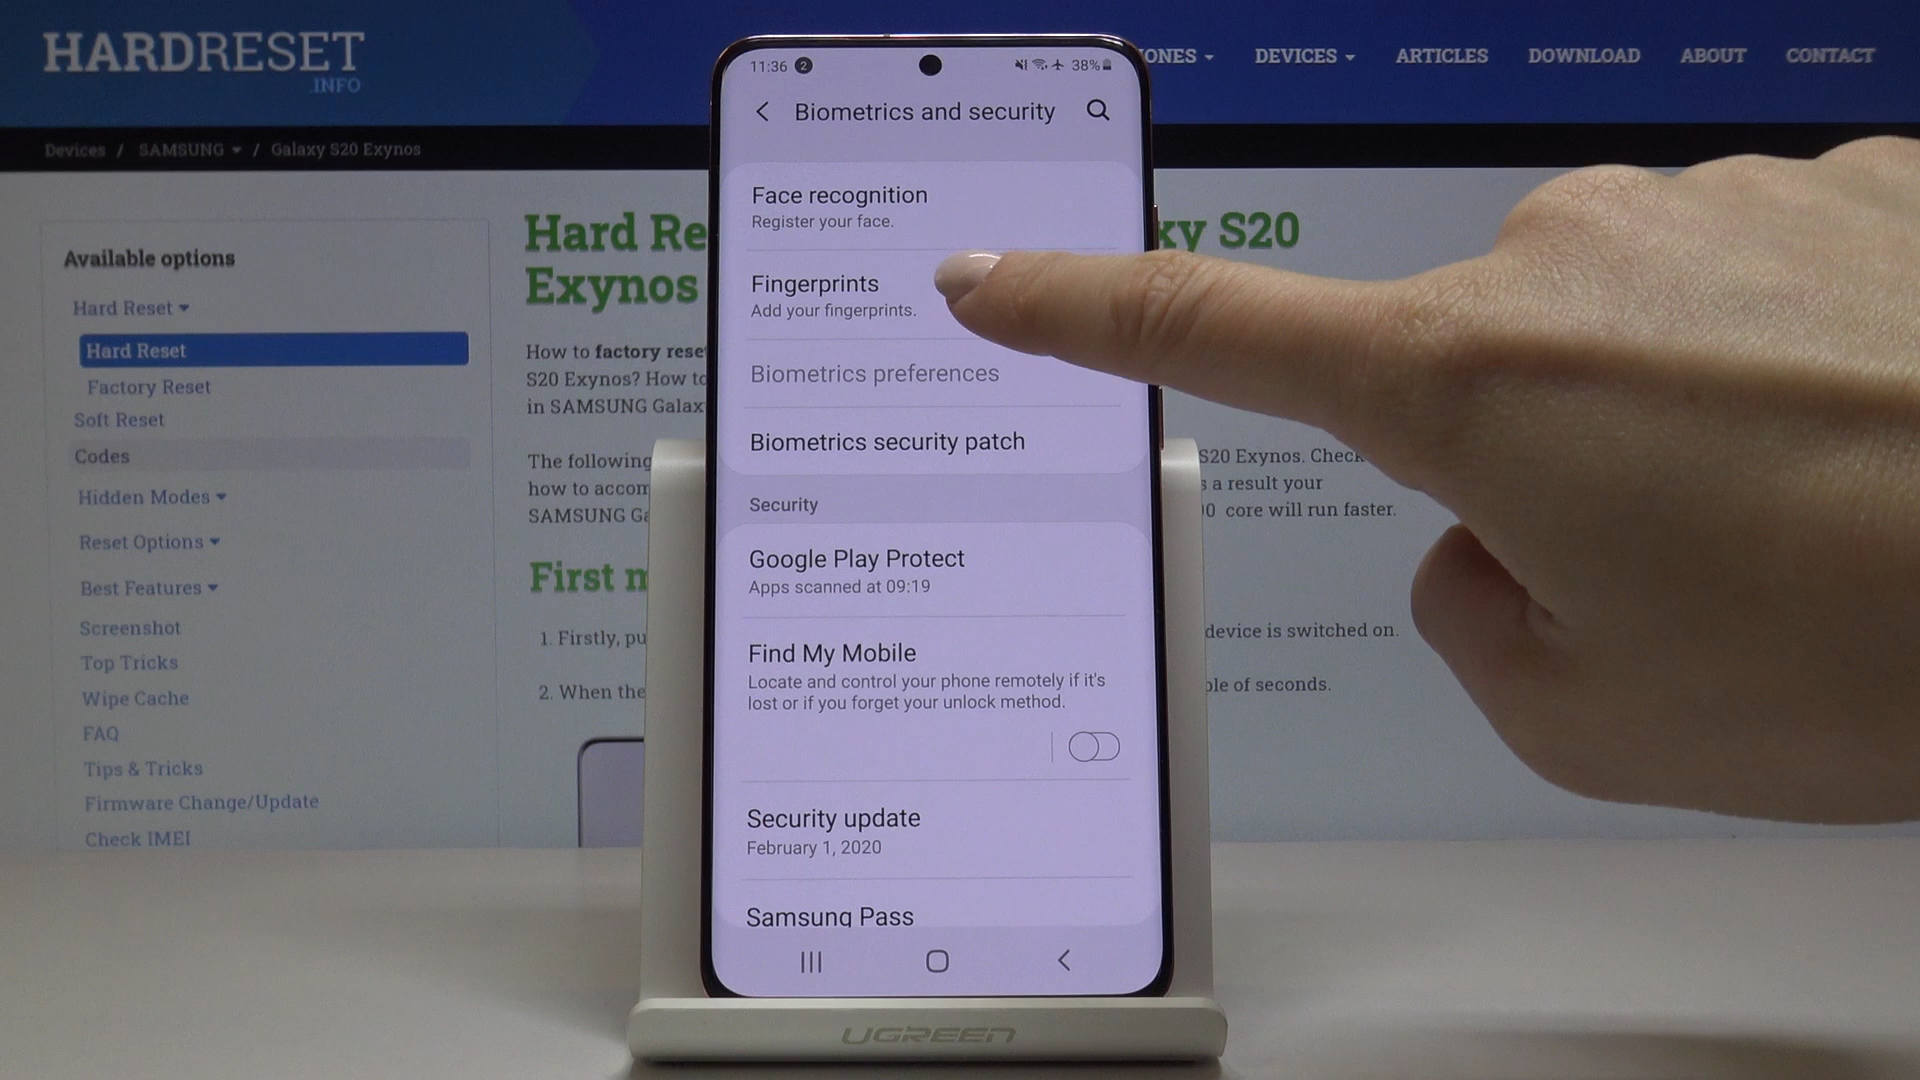 HARDRESET
.INFO
DEVICES
ARTICLES
DOWNLOAD
ABOUT
CONTACT
Devices / SAMSUNG / Galaxy S20 Exynos
Available options
Hard Reset
Hard Reset
Factory Reset
Soft Reset
Codes
Hidden Modes
Reset Options
Best Features
Screenshot
Top Tricks
Wipe Cache
FAQ
Tips & Tricks
Firmware Change/Update
Check IMEI
Hard Re
S20
Exynos
How to factory rese
S20 Exynos? How to
in SAMSUNG Galax
The following
how to accom
SAMSUNG Ga
S20 Exynos. Check
s a result your
core will run faster.
First m
1. Firstly, pu
device is switched on.
2. When the
ple of seconds.
11:36 2 38%
Biometrics and security
Face recognition
Register your face.
Fingerprints
Add your fingerprints.
Biometrics preferences
Biometrics security patch
Security
Google Play Protect
Apps scanned at 09:19
Find My Mobile
Locate and control your phone remotely if it's
lost or if you forget your unlock method.
Security update
February 1, 2020
Samsung Pass
UGREEN